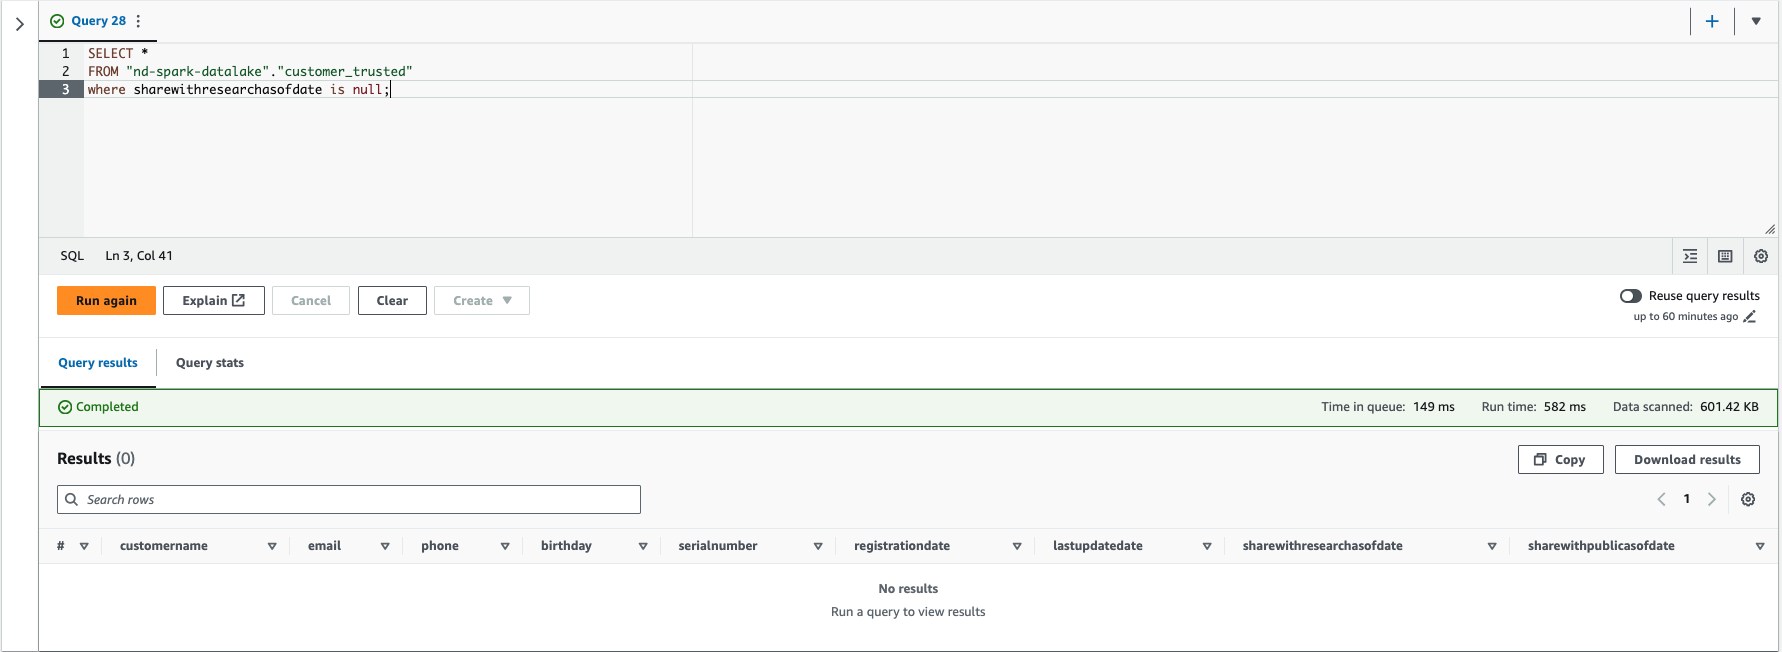 Query 28
1 SELECT *
2 FROM "nd-spark-datalake"."customer_trusted"
3 where sharewithresearchasofdate is null;
SQL Ln 3, Col 41
Run again Explain Cancel Clear Create Reuse query results
up to 60 minutes ago
Query results Query stats
Completed Time in queue: 149 ms Run time: 582 ms Data scanned: 601.42 KB
Results (0) Copy Download results
Search rows 1
# customername email phone birthday serialnumber registrationdate lastupdatedate sharewithresearchasofdate sharewithpublicasofdate
No results
Run a query to view results